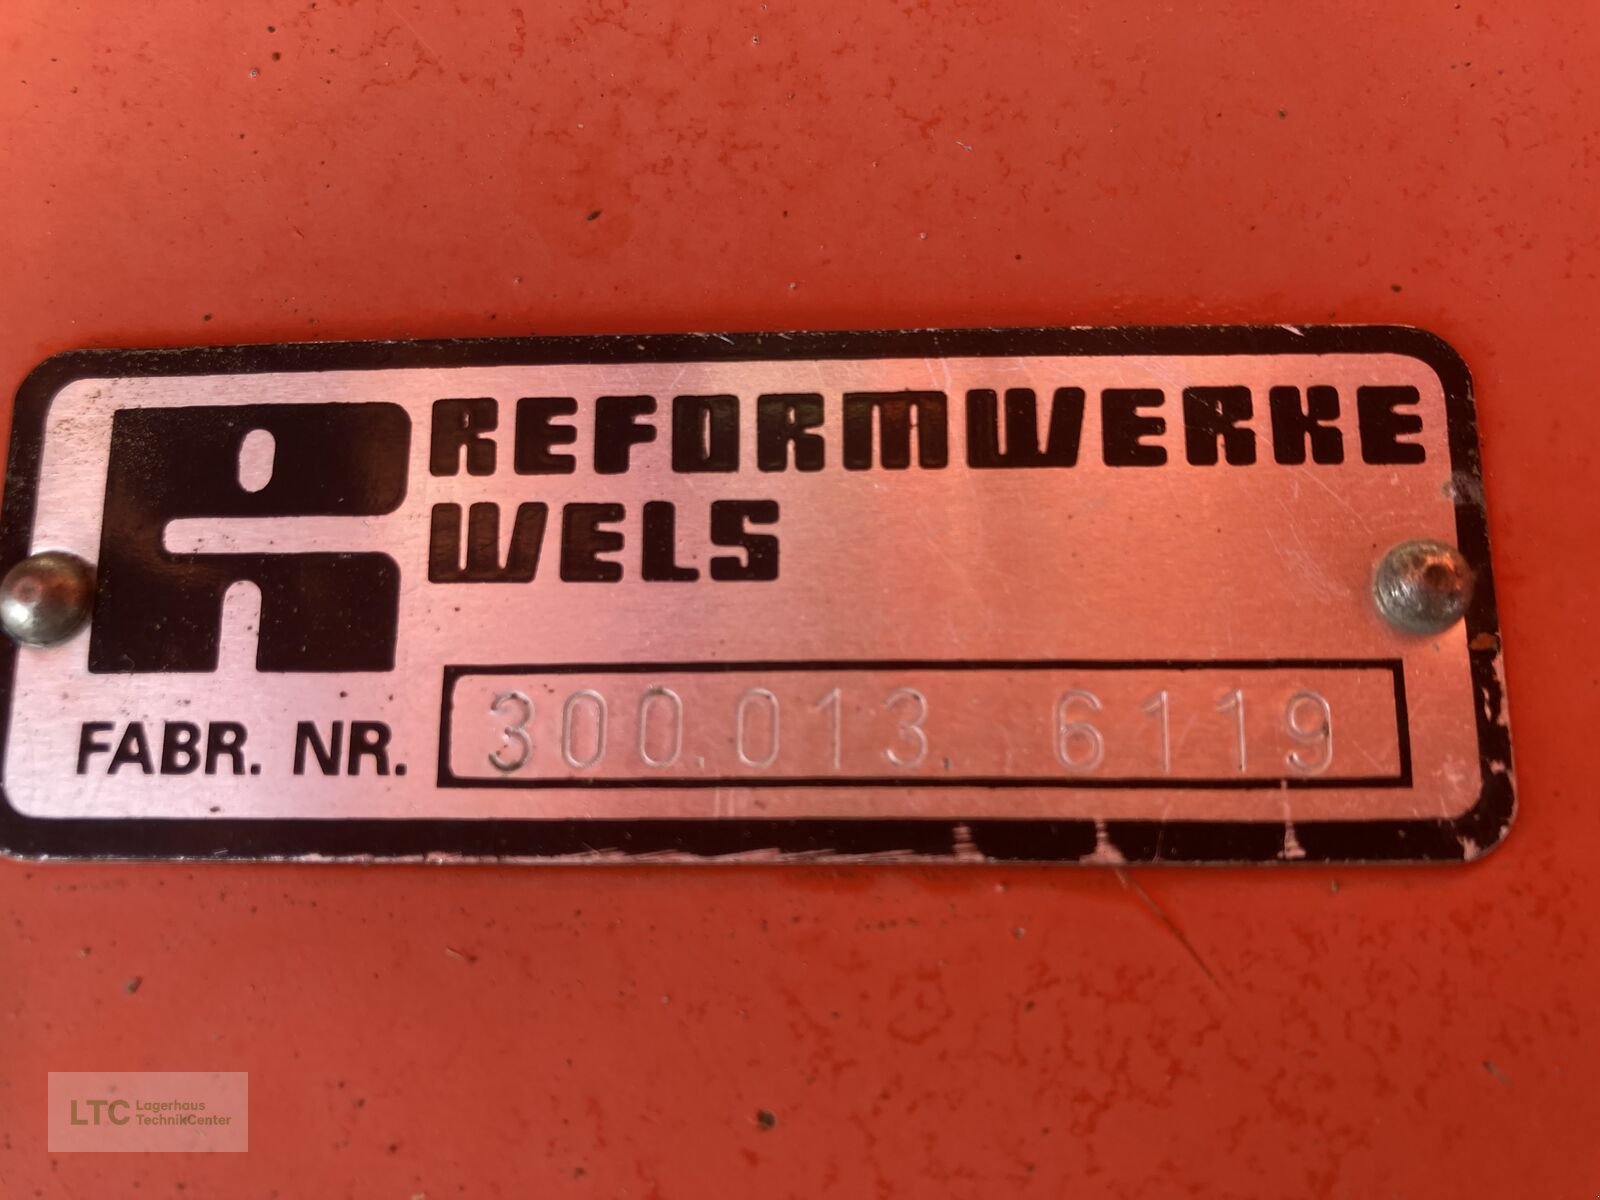 REFORMWERKE
WELS
FABR. NR. 300.013. 6119
LTC Lagerhaus
TechnikCenter